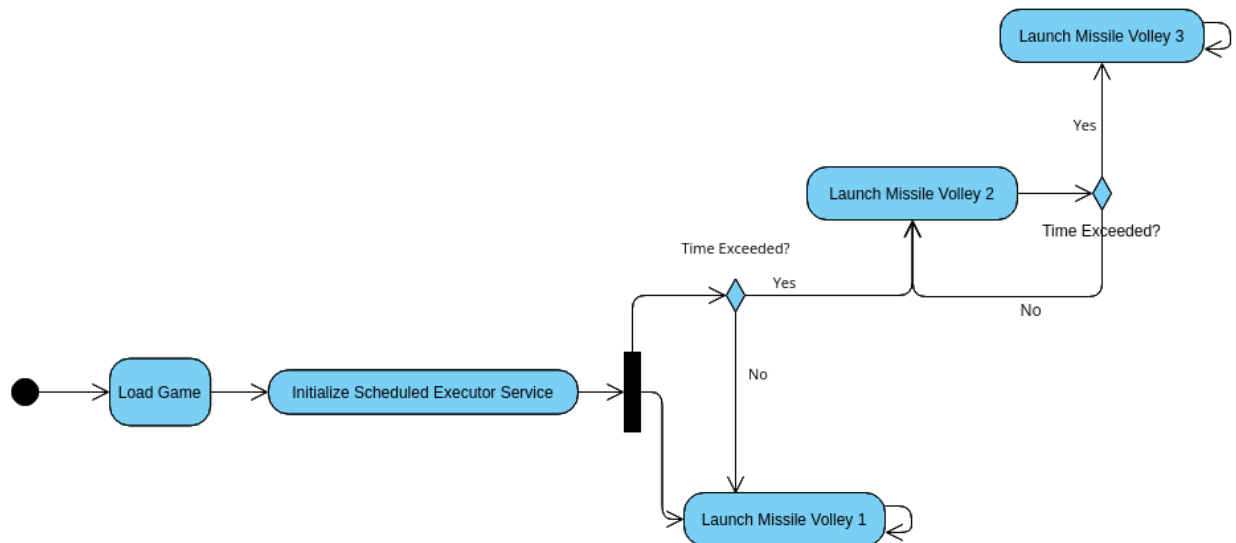 Launch Missile Volley 3
Yes
Launch Missile Volley 2
Time Exceeded?
Time Exceeded?
Yes
No
No
Load Game
Initialize Scheduled Executor Service
Launch Missile Volley 1